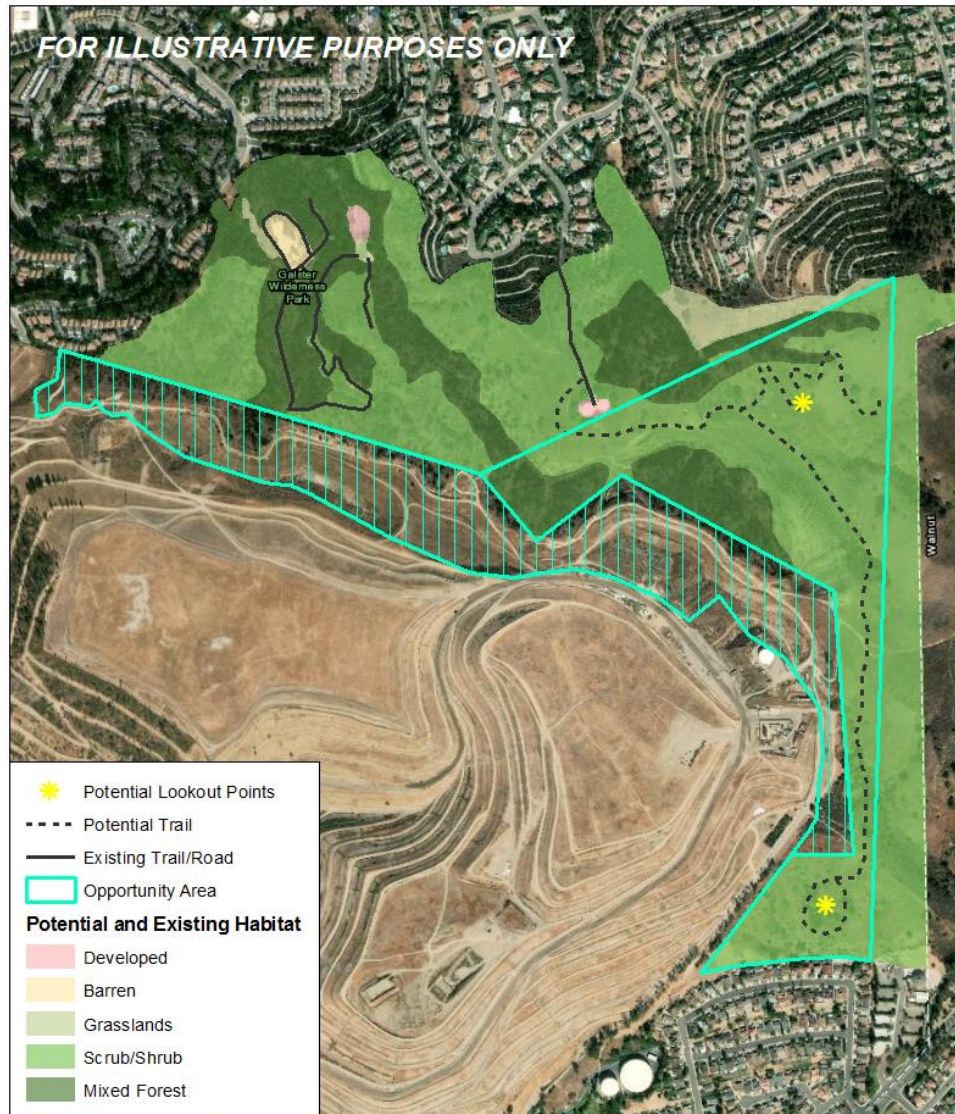 FOR ILLUSTRATIVE PURPOSES ONLY
Galster
Wilderness
Park
Walnut
Potential Lookout Points
Potential Trail
Existing Trail/Road
Opportunity Area
Potential and Existing Habitat
Developed
Barren
Grasslands
Scrub/Shrub
Mixed Forest